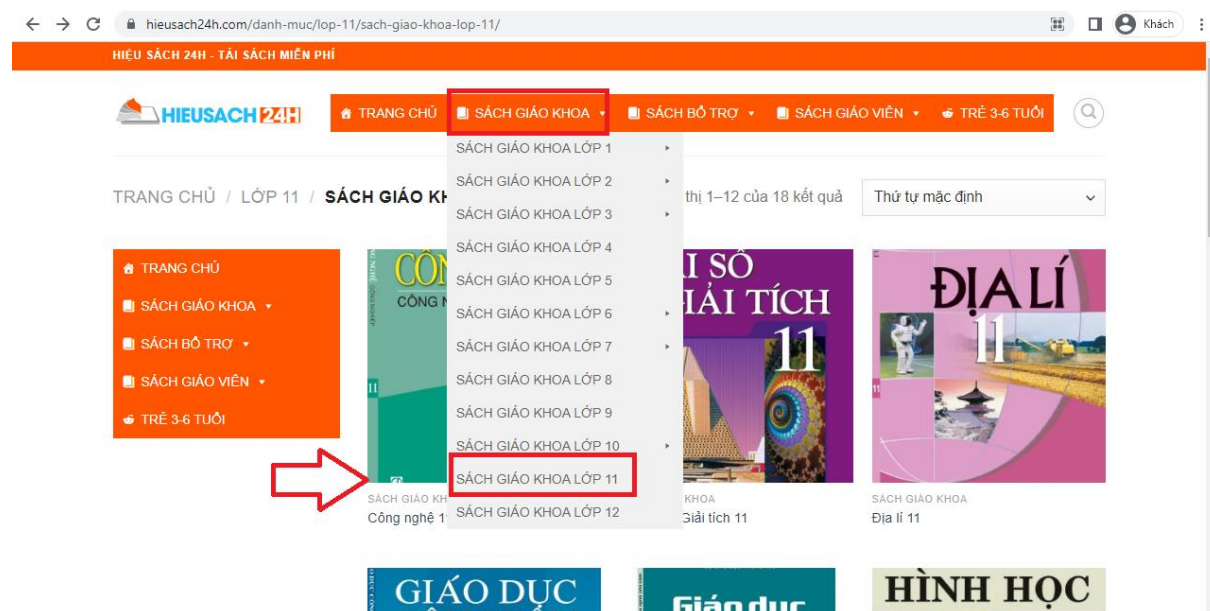 hieusach24h.com/danh-muc/lop-11/sach-giao-khoa-lop-11/
Khách
HIỆU SÁCH 24H - TẢI SÁCH MIỄN PHÍ
HIEUSACH 24H
TRANG CHỦ SÁCH GIÁO KHOA SÁCH BỔ TRỢ SÁCH GIÁO VIÊN TRẺ 3-6 TUỔI
SÁCH GIÁO KHOA LỚP 1
SÁCH GIÁO KHOA LỚP 2
SÁCH GIÁO KHOA LỚP 3
SÁCH GIÁO KHOA LỚP 4
SÁCH GIÁO KHOA LỚP 5
SÁCH GIÁO KHOA LỚP 6
SÁCH GIÁO KHOA LỚP 7
SÁCH GIÁO KHOA LỚP 8
SÁCH GIÁO KHOA LỚP 9
SÁCH GIÁO KHOA LỚP 10
SÁCH GIÁO KHOA LỚP 11
SÁCH GIÁO KHOA LỚP 12
TRANG CHỦ / LỚP 11 / SÁCH GIÁO KH
thị 1–12 của 18 kết quả
Thứ tự mặc định
TRANG CHỦ
SÁCH GIÁO KHOA
SÁCH BỔ TRỢ
SÁCH GIÁO VIÊN
TRẺ 3-6 TUỔI
CÔN
CÔNG N
11
I SỐ
IẢI TÍCH
11
ĐỊA LÍ
11
11
SÁCH GIÁO KH
Công nghệ 1
KHOA
Giải tích 11
SÁCH GIÁO KHOA
Địa lí 11
GIÁO DỤC
Giáo dục
HÌNH HỌC